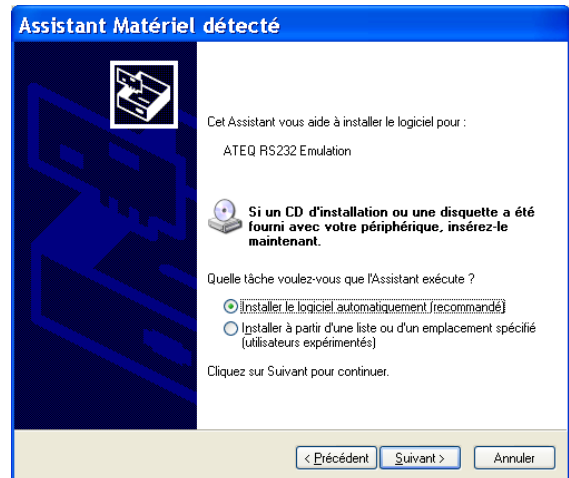 Assistant Matériel détecté
Cet Assistant vous aide à installer le logiciel pour :
ATEQ RS232 Emulation
Si un CD d'installation ou une disquette a été
fourni avec votre périphérique, insérez-le
maintenant.
Quelle tâche voulez-vous que l'Assistant exécute ?
Installer le logiciel automatiquement (recommandé)
Installer à partir d'une liste ou d'un emplacement spécifié
(utilisateurs expérimentés)
Cliquez sur Suivant pour continuer.
< Précédent Suivant > Annuler